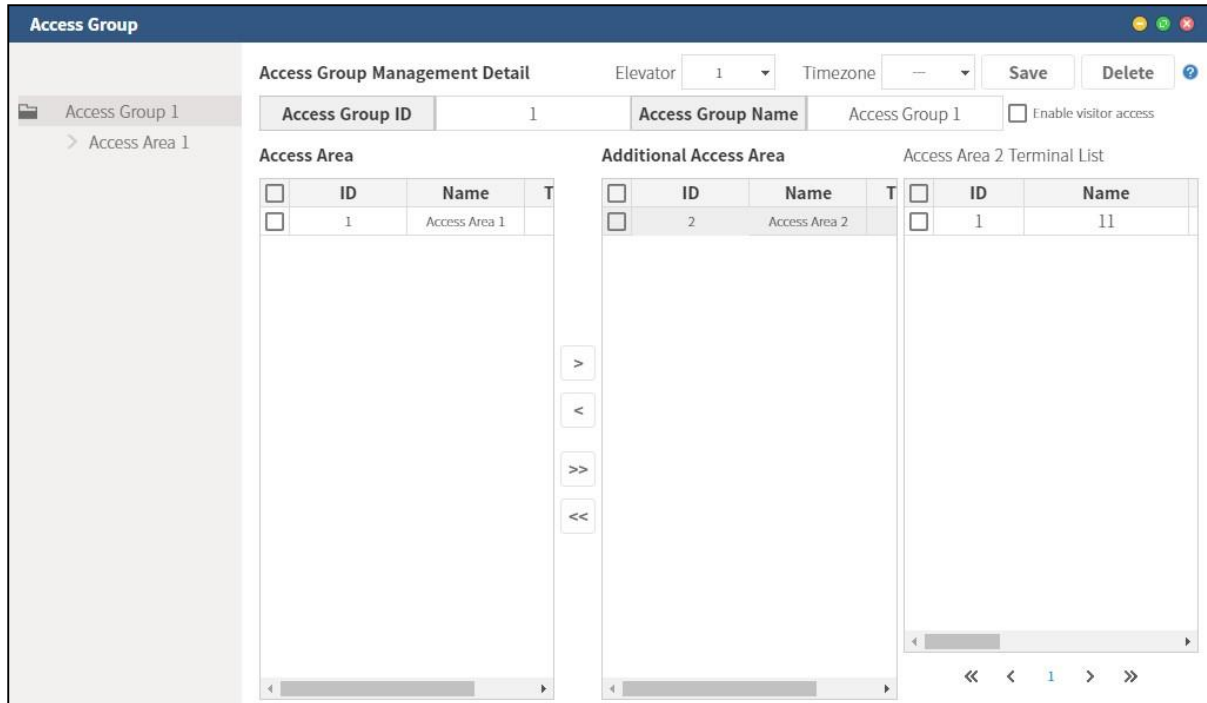 Access Group
Access Group Management Detail Elevator 1 Timezone --- Save Delete ?
Access Group 1
Access Group ID 1 Access Group Name Access Group 1 Enable visitor access
Access Area 1
Access Area Additional Access Area Access Area 2 Terminal List
ID Name T ID Name T ID Name
1 Access Area 1 2 Access Area 2 1 11
>
<
>>
<<
« < 1 > »